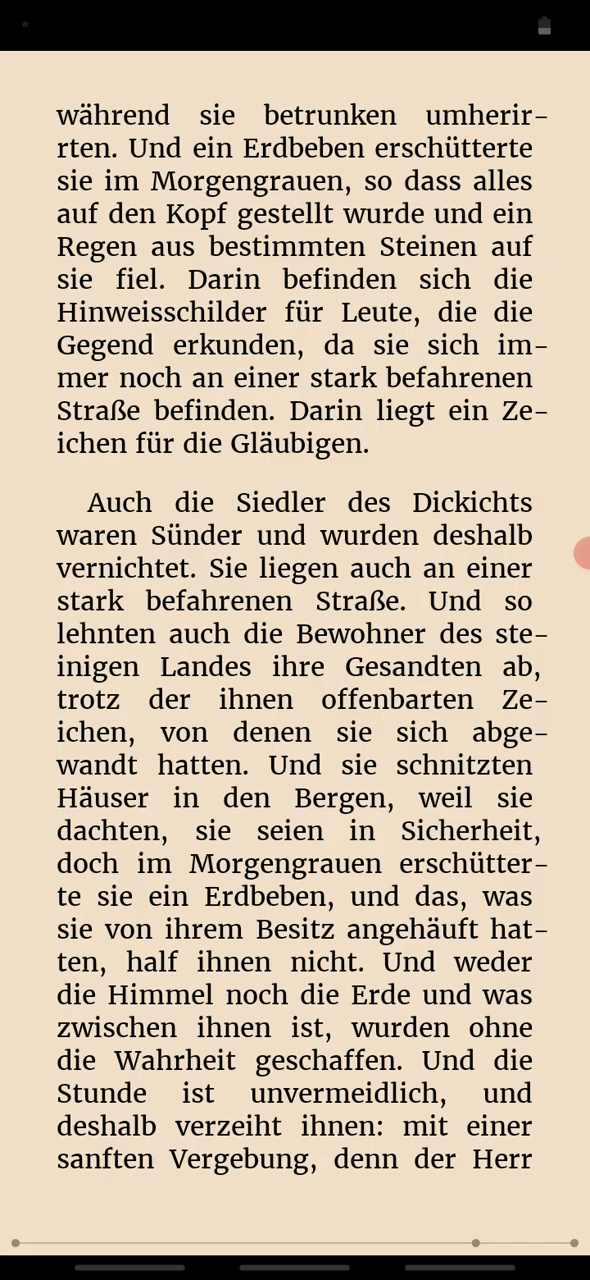 während sie betrunken umherir-
rten. Und ein Erdbeben erschütterte
sie im Morgengrauen, so dass alles
auf den Kopf gestellt wurde und ein
Regen aus bestimmten Steinen auf
sie fiel. Darin befinden sich die
Hinweisschilder für Leute, die die
Gegend erkunden, da sie sich im-
mer noch an einer stark befahrenen
Straße befinden. Darin liegt ein Ze-
ichen für die Gläubigen.
Auch die Siedler des Dickichts
waren Sünder und wurden deshalb
vernichtet. Sie liegen auch an einer
stark befahrenen Straße. Und so
lehnten auch die Bewohner des ste-
inigen Landes ihre Gesandten ab,
trotz der ihnen offenbarten Ze-
ichen, von denen sie sich abge-
wandt hatten. Und sie schnitzten
Häuser in den Bergen, weil sie
dachten, sie seien in Sicherheit,
doch im Morgengrauen erschütter-
te sie ein Erdbeben, und das, was
sie von ihrem Besitz angehäuft hat-
ten, half ihnen nicht. Und weder
die Himmel noch die Erde und was
zwischen ihnen ist, wurden ohne
die Wahrheit geschaffen. Und die
Stunde ist unvermeidlich, und
deshalb verzeiht ihnen: mit einer
sanften Vergebung, denn der Herr